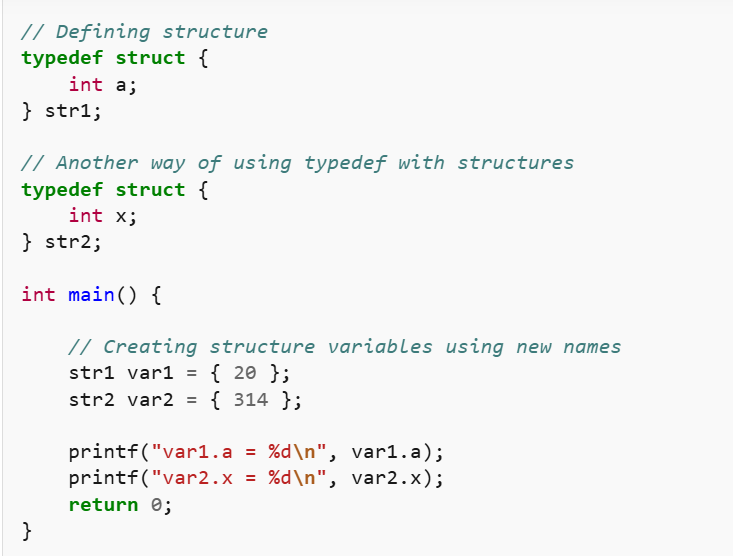 // Defining structure
typedef struct {
    int a;
} str1;

// Another way of using typedef with structures
typedef struct {
    int x;
} str2;

int main() {

    // Creating structure variables using new names
    str1 var1 = { 20 };
    str2 var2 = { 314 };

    printf("var1.a = %d\n", var1.a);
    printf("var2.x = %d\n", var2.x);
    return 0;
}